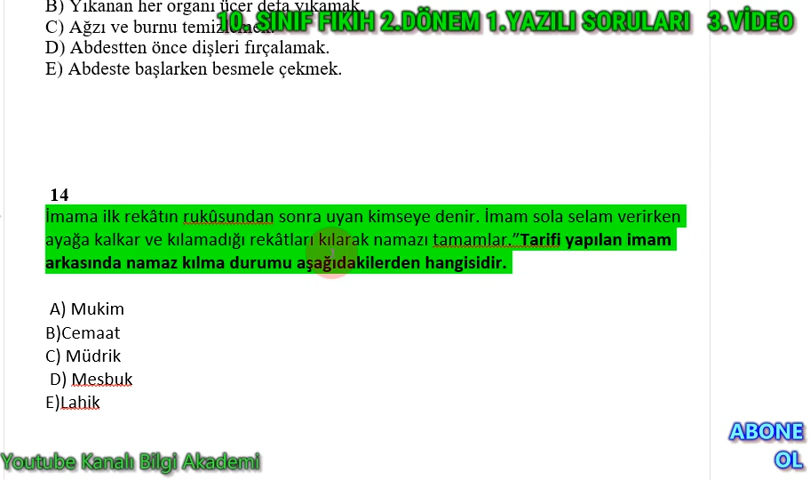 B) Yıkanan her organı üçer defa yıkamak.
10. SINIF FIKIH 2.DÖNEM 1.YAZILI SORULARI 3.VİDEO
C) Ağzı ve burnu temizlemek.
D) Abdestten önce dişleri fırçalamak.
E) Abdeste başlarken besmele çekmek.
14
İmama ilk rekâtın rukûsundan sonra uyan kimseye denir. İmam sola selam verirken
ayağa kalkar ve kılamadığı rekâtları kılarak namazı tamamlar.”Tarifi yapılan imam
arkasında namaz kılma durumu aşağıdakilerden hangisidir.
A) Mukim
B)Cemaat
C) Müdrik
D) Mesbuk
E)Lahik
ABONE
OL
Youtube Kanalı Bilgi Akademi